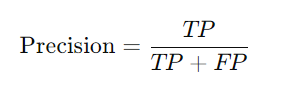 Precision = TP / TP + FP